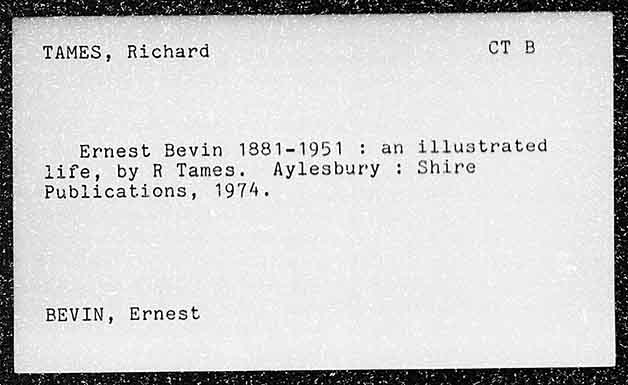 TAMES, Richard CT B
Ernest Bevin 1881-1951 : an illustrated
life, by R Tames. Aylesbury : Shire
Publications, 1974.
BEVIN, Ernest